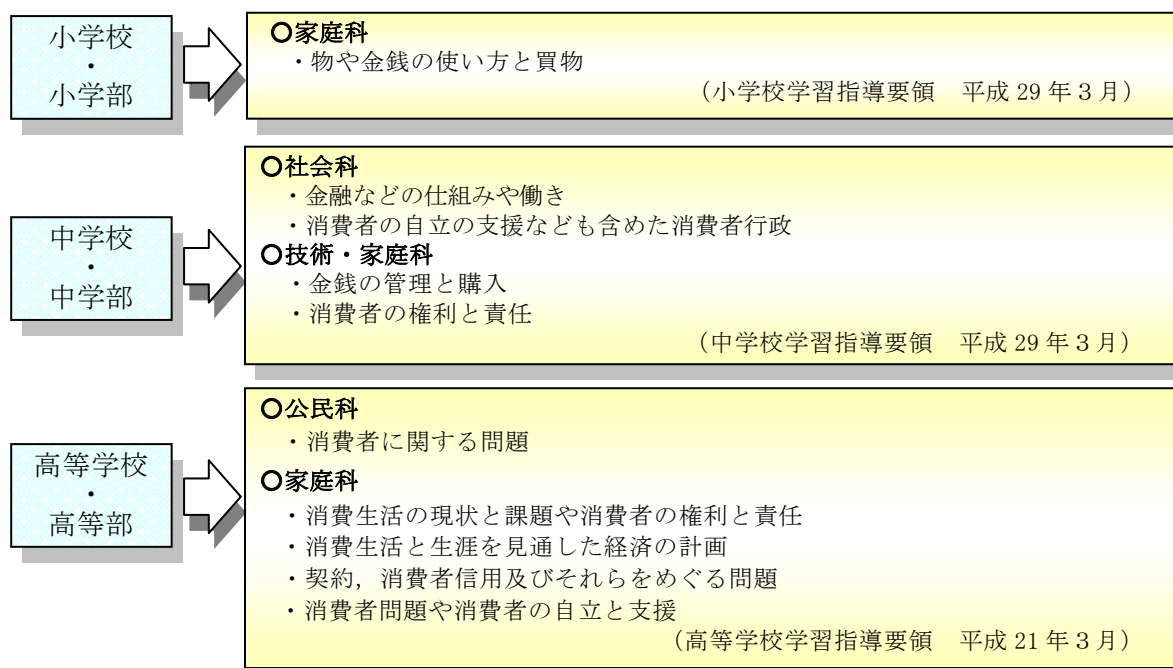 小学校
・
小学部
○家庭科
・物や金銭の使い方と買物
（小学校学習指導要領　平成 29 年３月）
中学校
・
中学部
○社会科
・金融などの仕組みや働き
・消費者の自立の支援なども含めた消費者行政
○技術・家庭科
・金銭の管理と購入
・消費者の権利と責任
（中学校学習指導要領　平成 29 年３月）
高等学校
・
高等部
○公民科
・消費者に関する問題
○家庭科
・消費生活の現状と課題や消費者の権利と責任
・消費生活と生涯を見通した経済の計画
・契約，消費者信用及びそれらをめぐる問題
・消費者問題や消費者の自立と支援
（高等学校学習指導要領　平成 21 年３月）